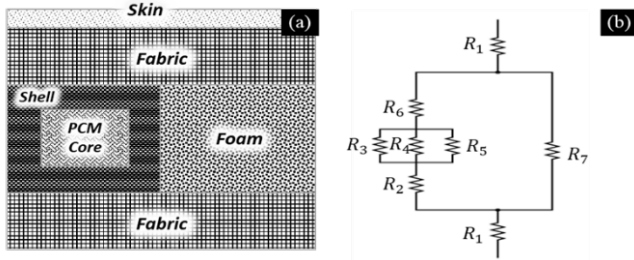 Skin
(a)
Fabric
Shell
PCM
Core
Foam
Fabric
(b)
R₁
R₆
R₃
R₄
R₅
R₇
R₂
R₁